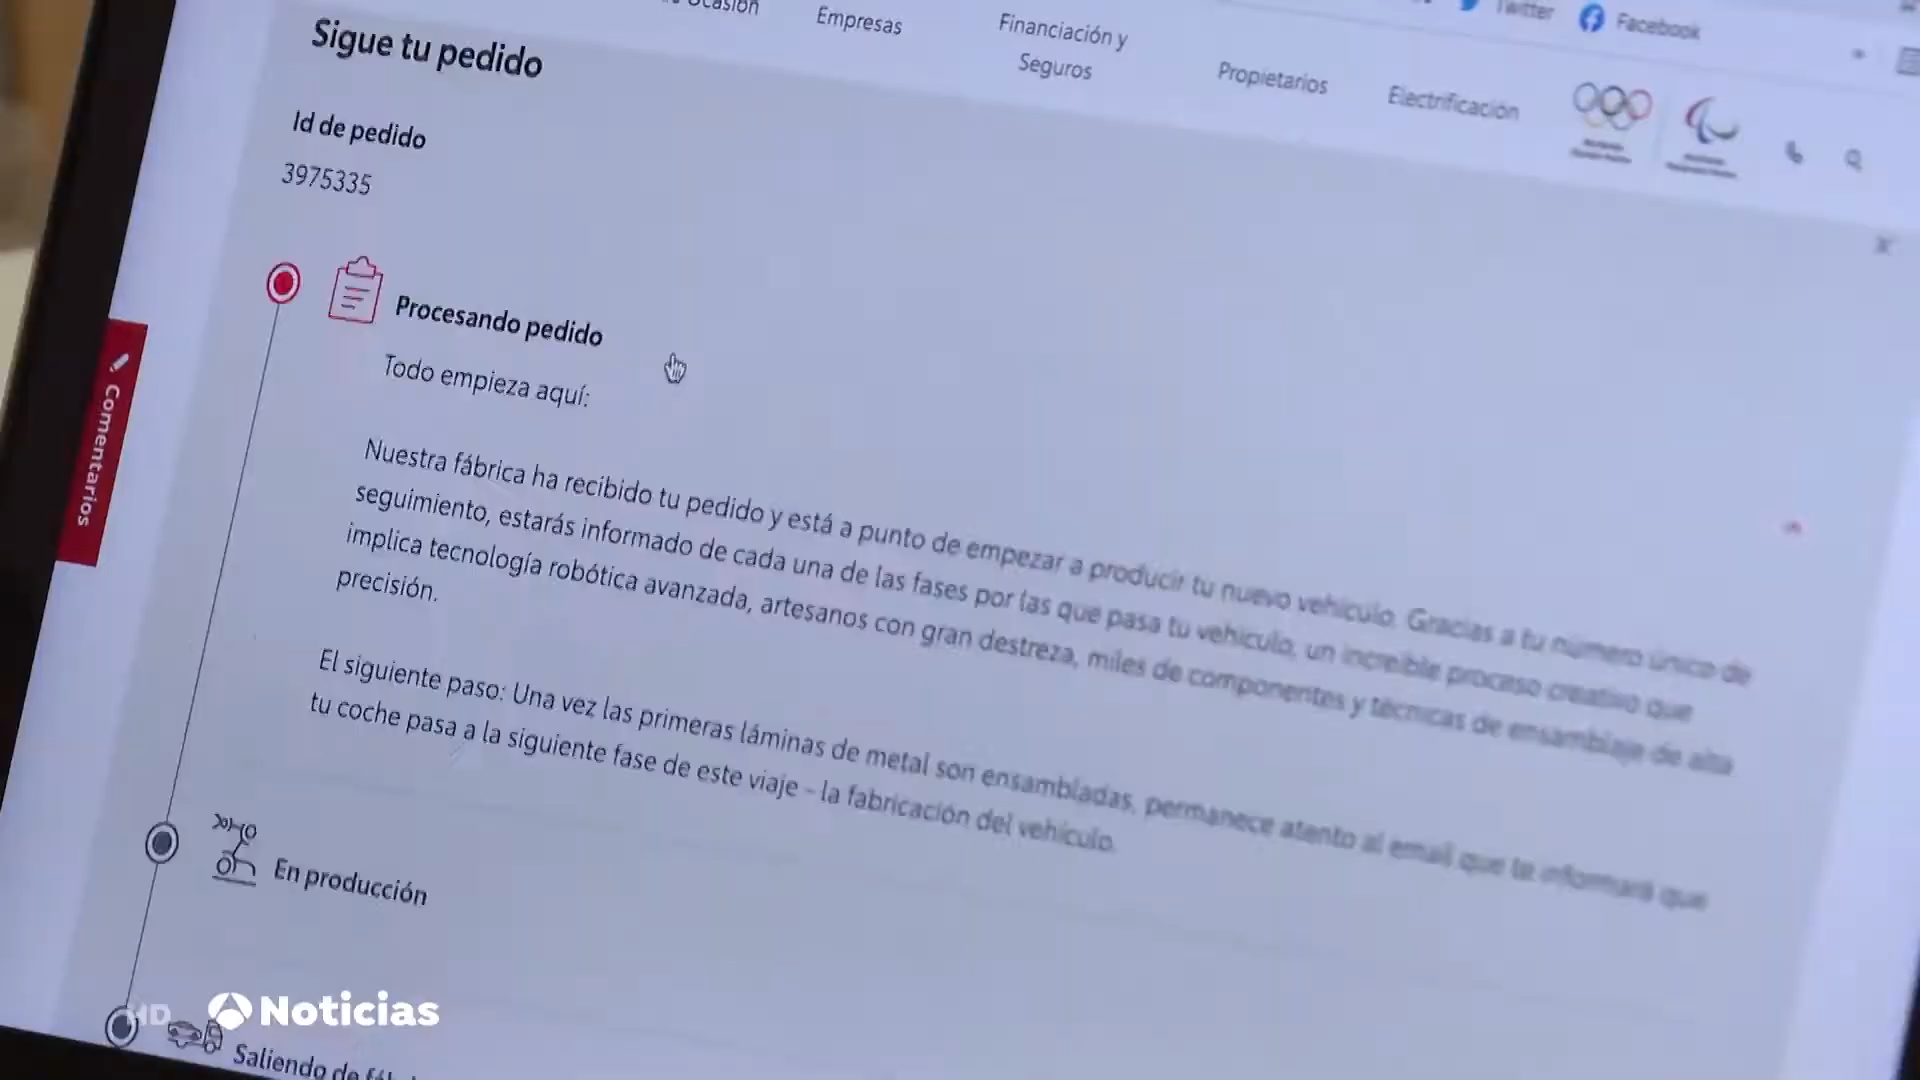 Ocasión
Empresas
Financiación y
Seguros
Propietarios
Electrificación
Twitter
Facebook
Sigue tu pedido
Id de pedido
3975335
Procesando pedido
Todo empieza aquí:
Nuestra fábrica ha recibido tu pedido y está a punto de empezar a producir tu nuevo vehículo. Gracias a tu número único de
seguimiento, estarás informado de cada una de las fases por las que pasa tu vehículo, un increíble proceso creativo que
implica tecnología robótica avanzada, artesanos con gran destreza, miles de componentes y técnicas de ensamblaje de alta
precisión.
El siguiente paso: Una vez las primeras láminas de metal son ensambladas, permanece atento al email que te informará que
tu coche pasa a la siguiente fase de este viaje - la fabricación del vehículo.
En producción
Saliendo de
Comentarios
HD
Noticias